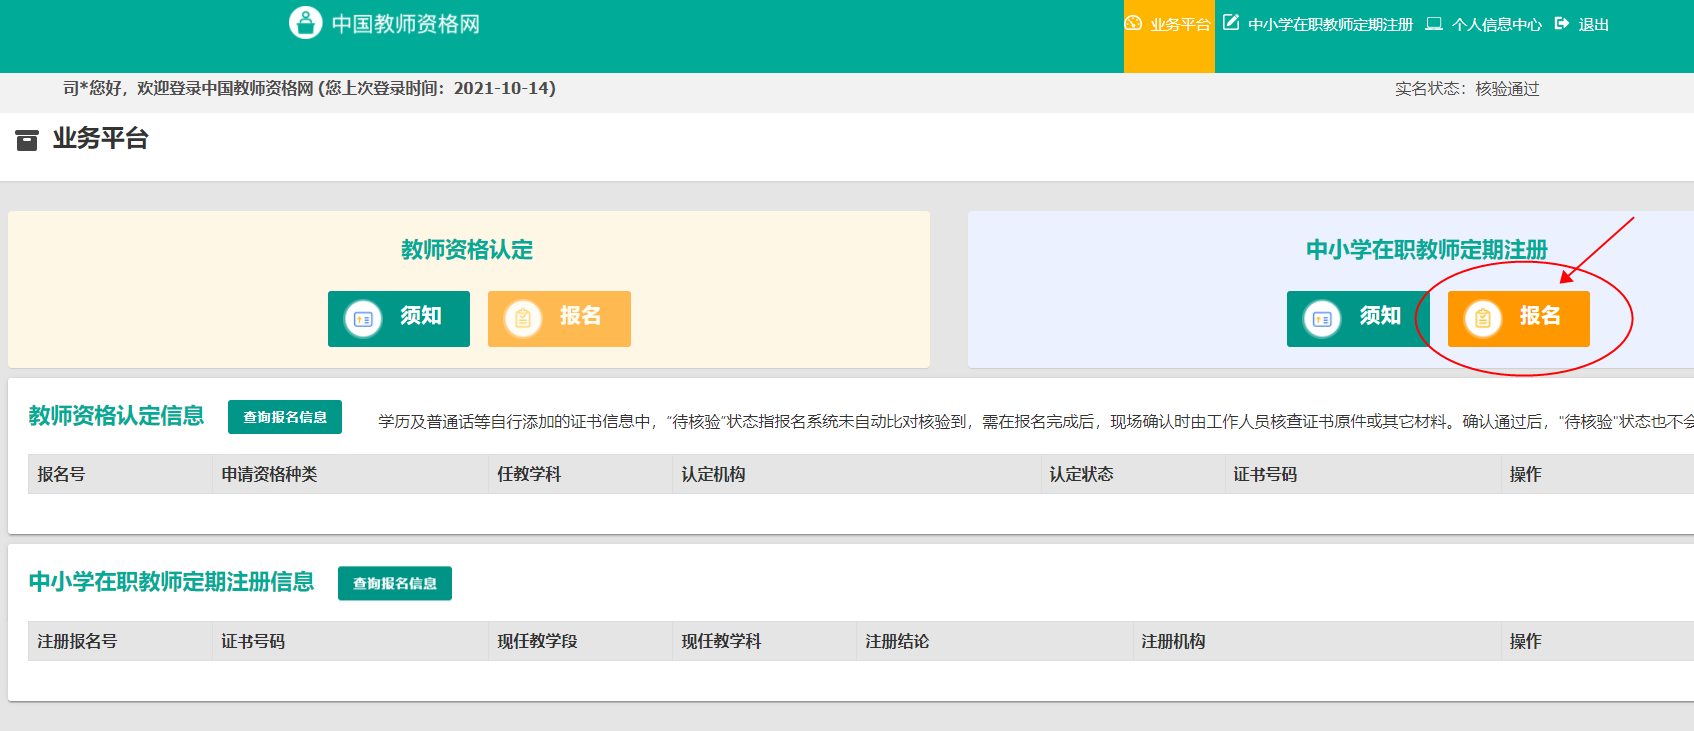 中国教师资格网
业务平台 中小学在职教师定期注册 个人信息中心 退出
司*您好，欢迎登录中国教师资格网 (您上次登录时间：2021-10-14)
实名状态：核验通过
业务平台
教师资格认定
须知 报名
中小学在职教师定期注册
须知 报名
教师资格认定信息 查询报名信息 学历及普通话等自行添加的证书信息中，“待核验”状态指报名系统未自动比对核验到，需在报名完成后，现场确认时由工作人员核查证书原件或其它材料。确认通过后，"待核验"状态也不会
报名号 申请资格种类 任教学科 认定机构 认定状态 证书号码 操作
中小学在职教师定期注册信息 查询报名信息
注册报名号 证书号码 现任教学段 现任教学科 注册结论 注册机构 操作